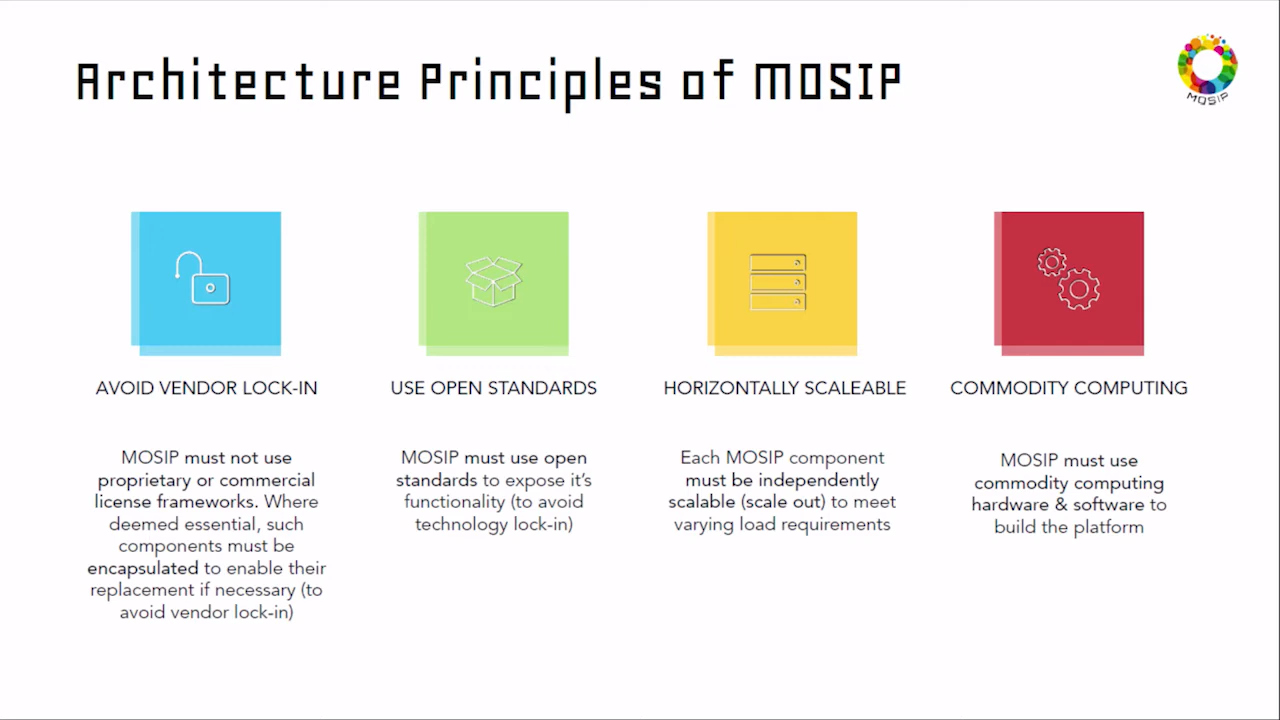 Architecture Principles of MOSIP
MOSIP
AVOID VENDOR LOCK-IN
MOSIP must not use
proprietary or commercial
license frameworks. Where
deemed essential, such
components must be
encapsulated to enable their
replacement if necessary (to
avoid vendor lock-in)
USE OPEN STANDARDS
MOSIP must use open
standards to expose it's
functionality (to avoid
technology lock-in)
HORIZONTALLY SCALEABLE
Each MOSIP component
must be independently
scalable (scale out) to meet
varying load requirements
COMMODITY COMPUTING
MOSIP must use
commodity computing
hardware & software to
build the platform